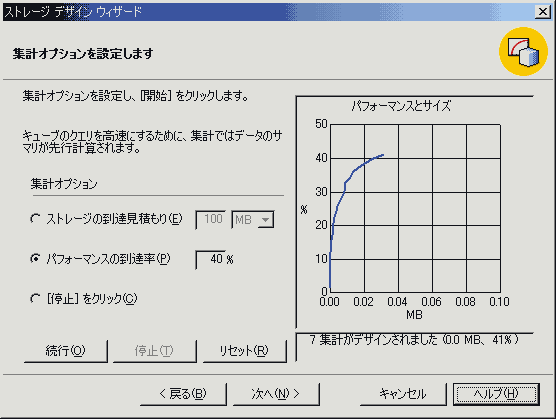 ストレージ デザイン ウィザード
集計オプションを設定します
集計オプションを設定し、[開始] をクリックします。
キューブのクエリを高速にするために、集計ではデータのサ
マリが先行計算されます。
集計オプション
ストレージの到達見積もり(E)
100
MB
パフォーマンスの到達率(P)
40 %
[停止] をクリック(C)
続行(O)
停止(T)
リセット(R)
パフォーマンスとサイズ
50
40
30
20
10
0
%
0.00 0.02 0.04 0.06 0.08 0.10
MB
7 集計がデザインされました (0.0 MB、41% )
< 戻る(B)
次へ(N) >
キャンセル
ヘルプ(H)